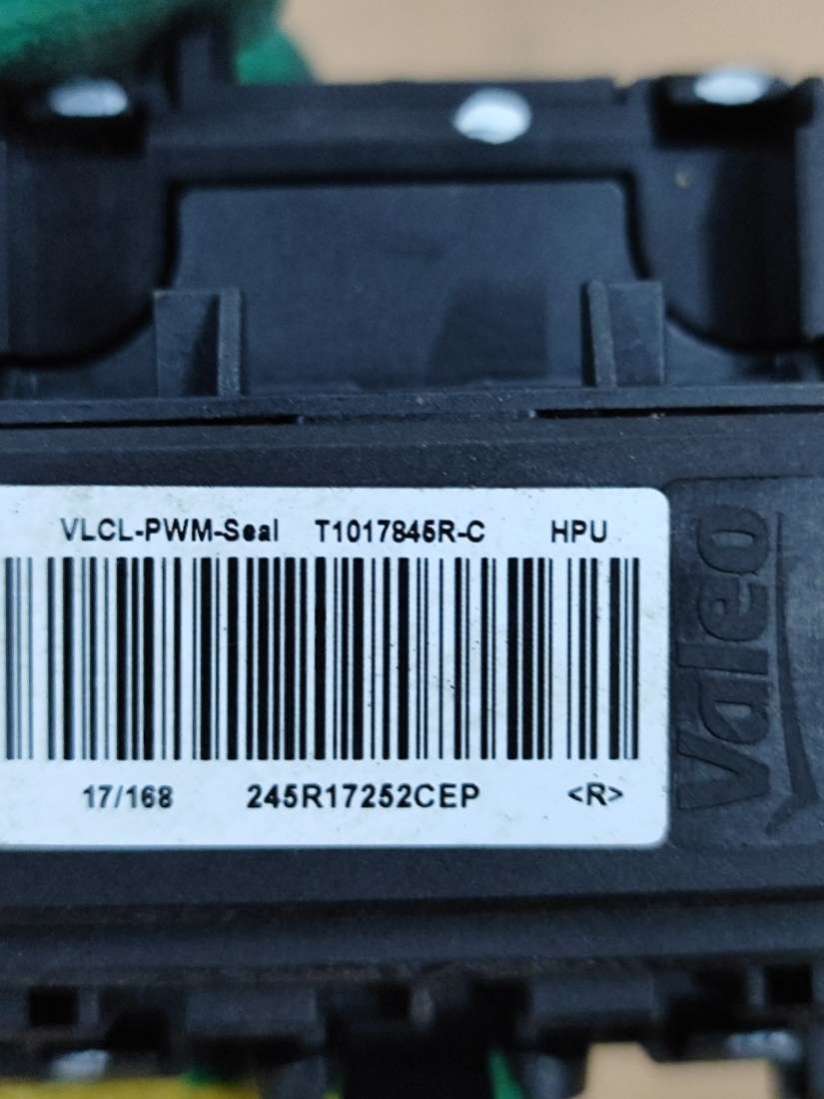 VLCL-PWM-Seal T1017845R-C HPU
17/168 245R17252CEP <R>
Valeo